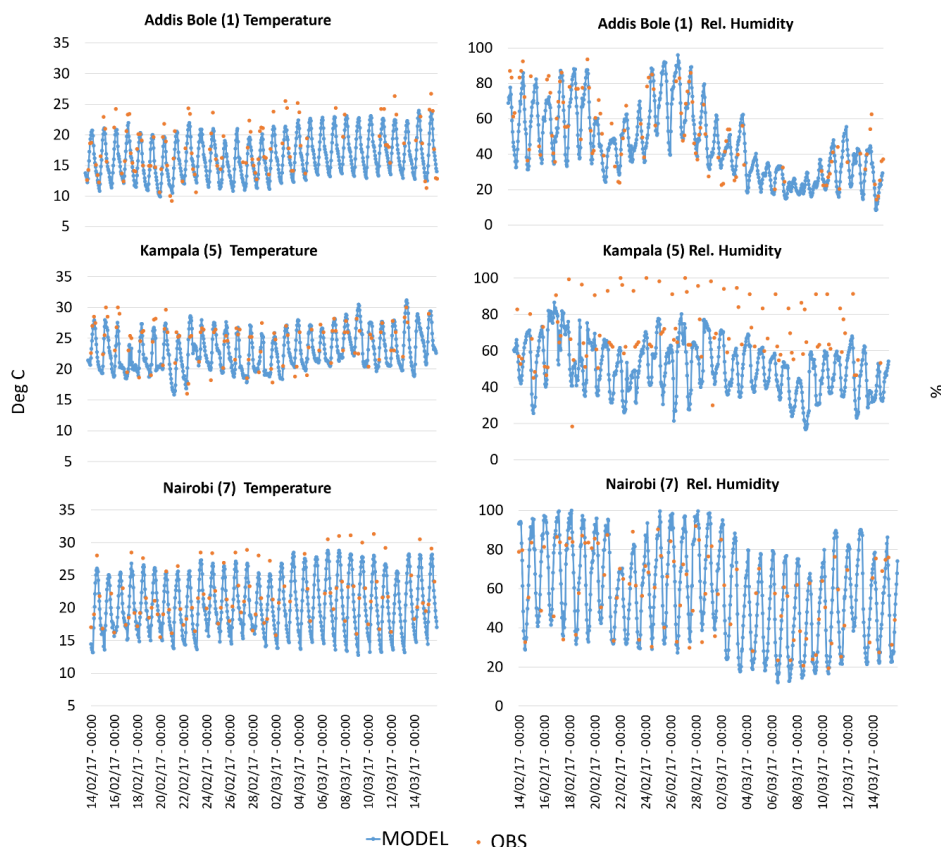 Addis Bole (1) Temperature
35
30
25
20
15
10
5
Addis Bole (1) Rel. Humidity
100
80
60
40
20
0
Kampala (5) Temperature
35
30
25
20
15
10
5
Kampala (5) Rel. Humidity
100
80
60
40
20
0
Deg C
%
Nairobi (7) Temperature
35
30
25
20
15
10
5
Nairobi (7) Rel. Humidity
100
80
60
40
20
0
14/02/17 - 00:00
16/02/17 - 00:00
18/02/17 - 00:00
20/02/17 - 00:00
22/02/17 - 00:00
24/02/17 - 00:00
26/02/17 - 00:00
28/02/17 - 00:00
02/03/17 - 00:00
04/03/17 - 00:00
06/03/17 - 00:00
08/03/17 - 00:00
10/03/17 - 00:00
12/03/17 - 00:00
14/03/17 - 00:00
14/02/17 - 00:00
16/02/17 - 00:00
18/02/17 - 00:00
20/02/17 - 00:00
22/02/17 - 00:00
24/02/17 - 00:00
26/02/17 - 00:00
28/02/17 - 00:00
02/03/17 - 00:00
04/03/17 - 00:00
06/03/17 - 00:00
08/03/17 - 00:00
10/03/17 - 00:00
12/03/17 - 00:00
14/03/17 - 00:00
MODEL OBS